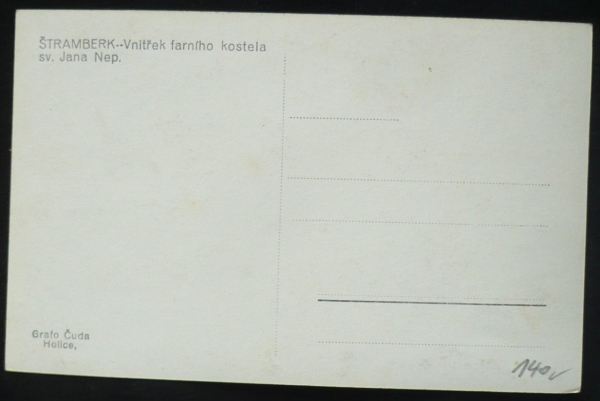 ŠTRAMBERK--Vnitřek farního kostela
sv. Jana Nep.
Grafo Čuda
Holice,
140,-